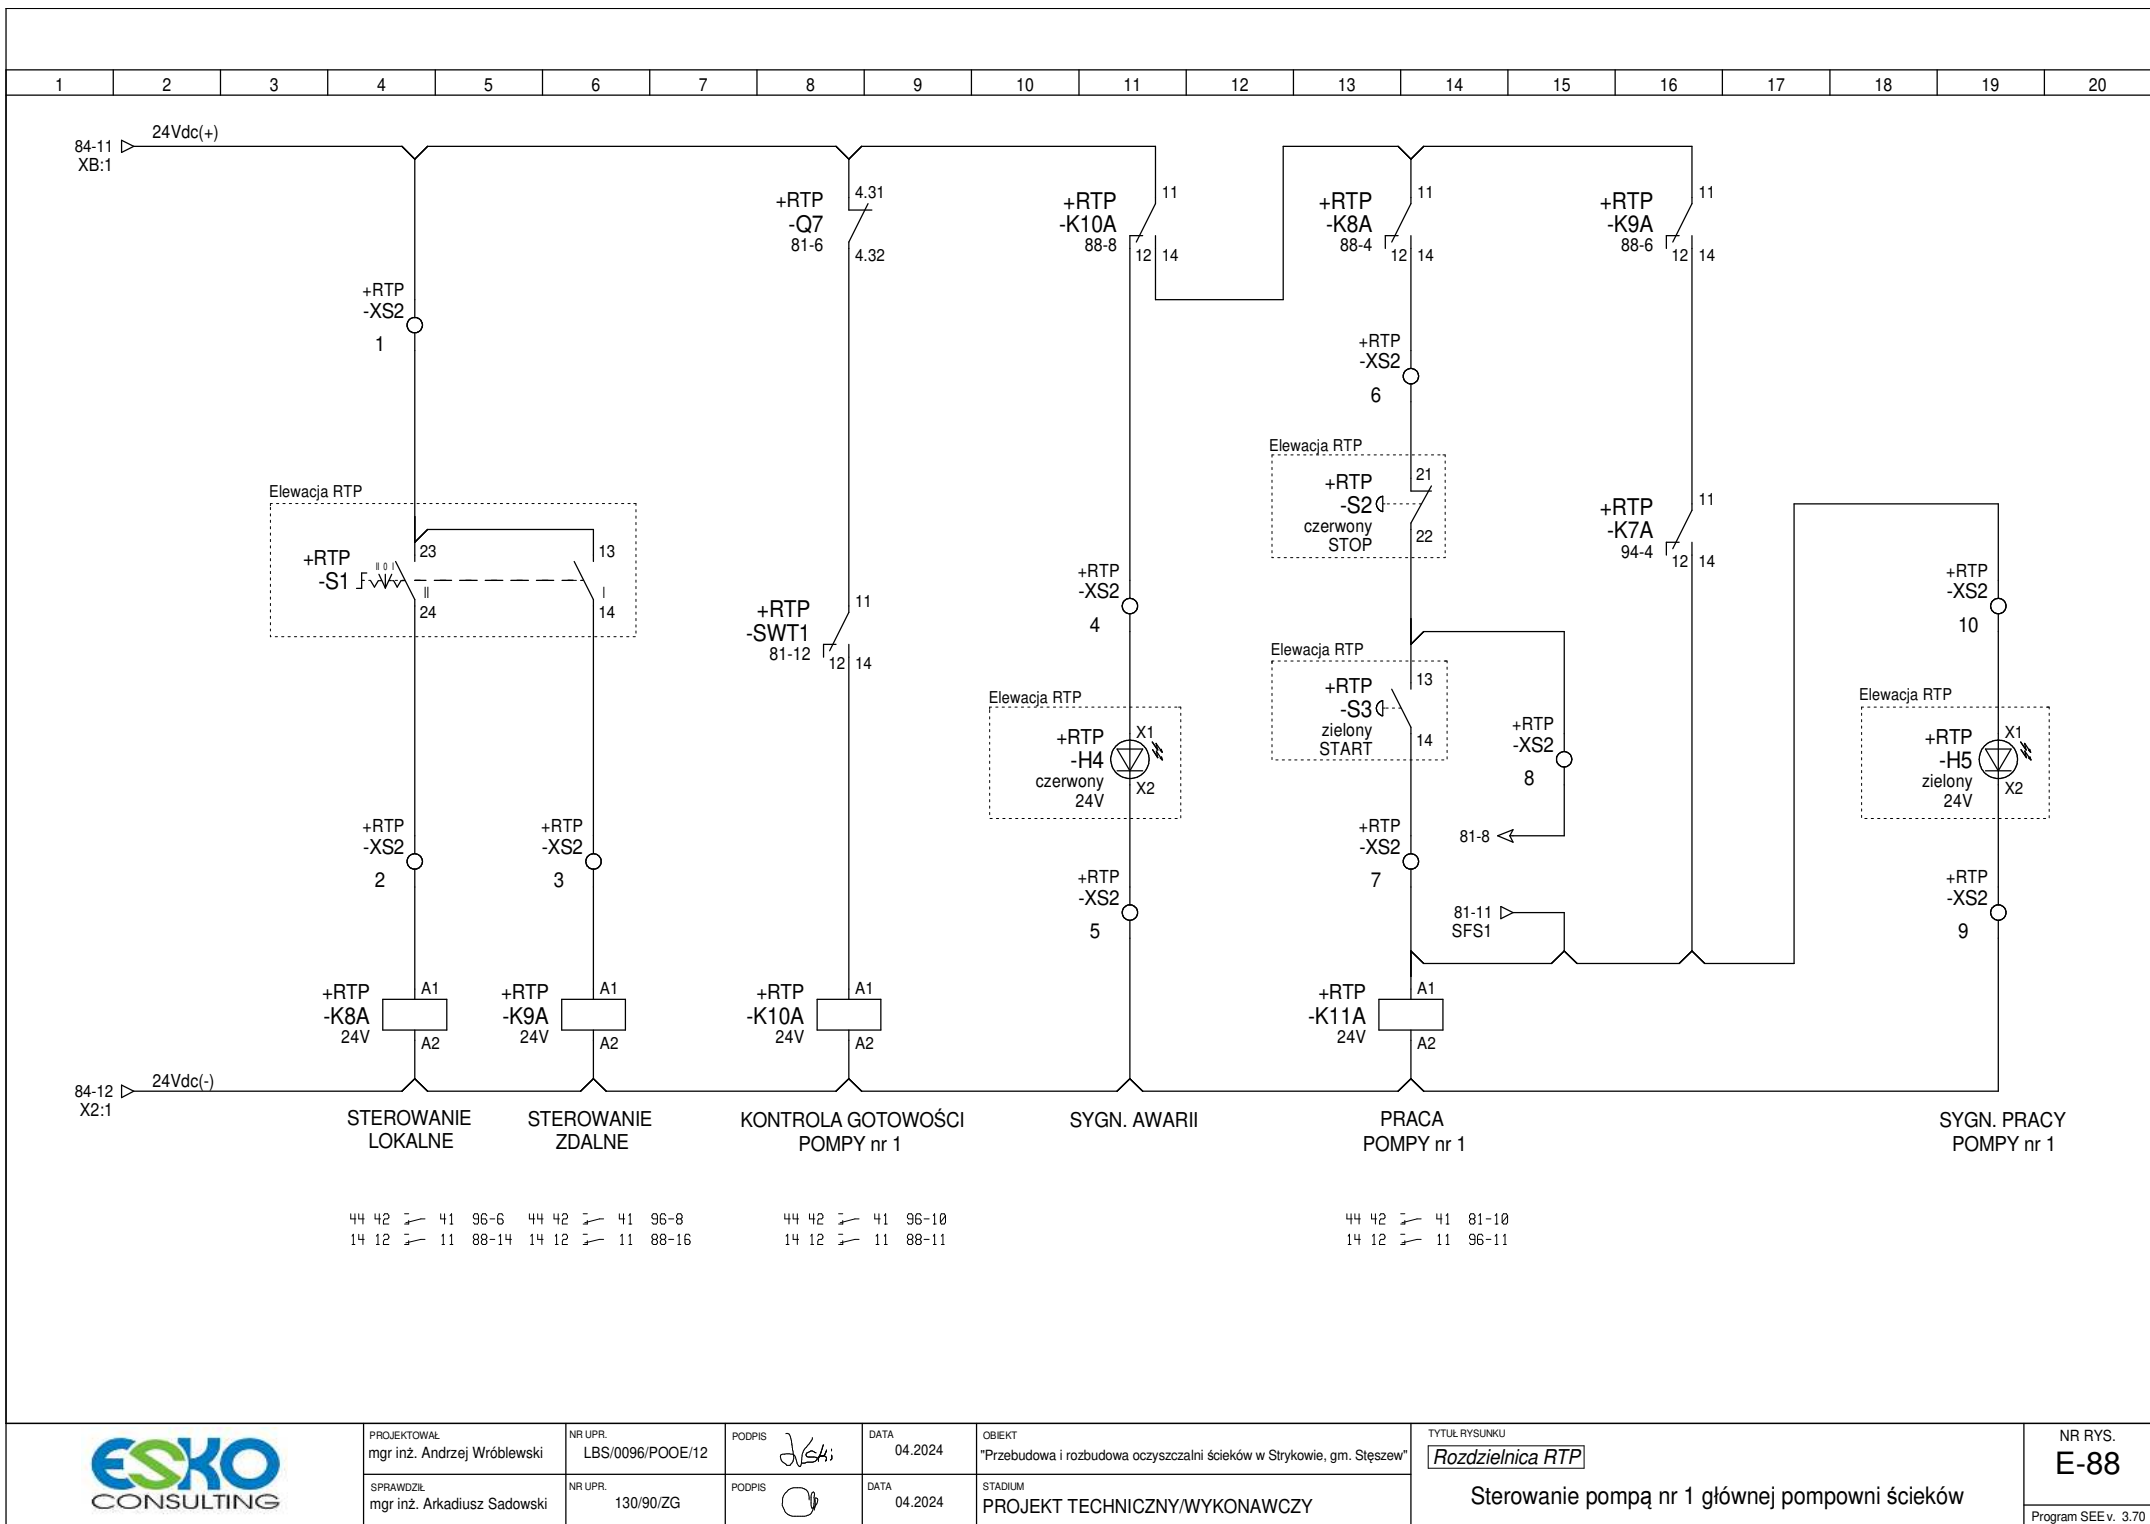 1 2 3 4 5 6 7 8 9 10 11 12 13 14 15 16 17 18 19 20
84-11
XB:1
24Vdc(+)
+RTP
-XS2
1
Elewacja RTP
+RTP
-S1
II 0 I
23
II
24
13
I
14
+RTP
-XS2
2
+RTP
-XS2
3
+RTP
-K8A
24V
A1
A2
+RTP
-K9A
24V
A1
A2
+RTP
-Q7
81-6
4.31
4.32
+RTP
-SWT1
81-12
11
12 14
+RTP
-K10A
24V
A1
A2
+RTP
-K10A
88-8
11
12 14
+RTP
-XS2
4
Elewacja RTP
+RTP
-H4
czerwony
24V
X1
X2
+RTP
-XS2
5
+RTP
-K8A
88-4
11
12 14
+RTP
-XS2
6
Elewacja RTP
+RTP
-S2
czerwony
STOP
21
22
Elewacja RTP
+RTP
-S3
zielony
START
13
14
+RTP
-XS2
7
+RTP
-XS2
8
81-8
81-11
SFS1
+RTP
-K11A
24V
A1
A2
+RTP
-K9A
88-6
11
12 14
+RTP
-K7A
94-4
11
12 14
+RTP
-XS2
10
Elewacja RTP
+RTP
-H5
zielony
24V
X1
X2
+RTP
-XS2
9
84-12
X2:1
24Vdc(-)
STEROWANIE
LOKALNE
STEROWANIE
ZDALNE
KONTROLA GOTOWOŚCI
POMPY nr 1
SYGN. AWARII
PRACA
POMPY nr 1
SYGN. PRACY
POMPY nr 1
44 42 41 96-6
14 12 11 88-14
44 42 41 96-8
14 12 11 88-16
44 42 41 96-10
14 12 11 88-11
44 42 41 81-10
14 12 11 96-11
ESKO
CONSULTING
PROJEKTOWAŁ
mgr inż. Andrzej Wróblewski
NR UPR.
LBS/0096/POOE/12
PODPIS
DATA
04.2024
OBIEKT
"Przebudowa i rozbudowa oczyszczalni ścieków w Strykowie, gm. Stęszew"
SPRAWDZIŁ
mgr inż. Arkadiusz Sadowski
NR UPR.
130/90/ZG
PODPIS
DATA
04.2024
STADIUM
PROJEKT TECHNICZNY/WYKONAWCZY
TYTUŁ RYSUNKU
Rozdzielnica RTP
Sterowanie pompą nr 1 głównej pompowni ścieków
NR RYS.
E-88
Program SEE v. 3.70